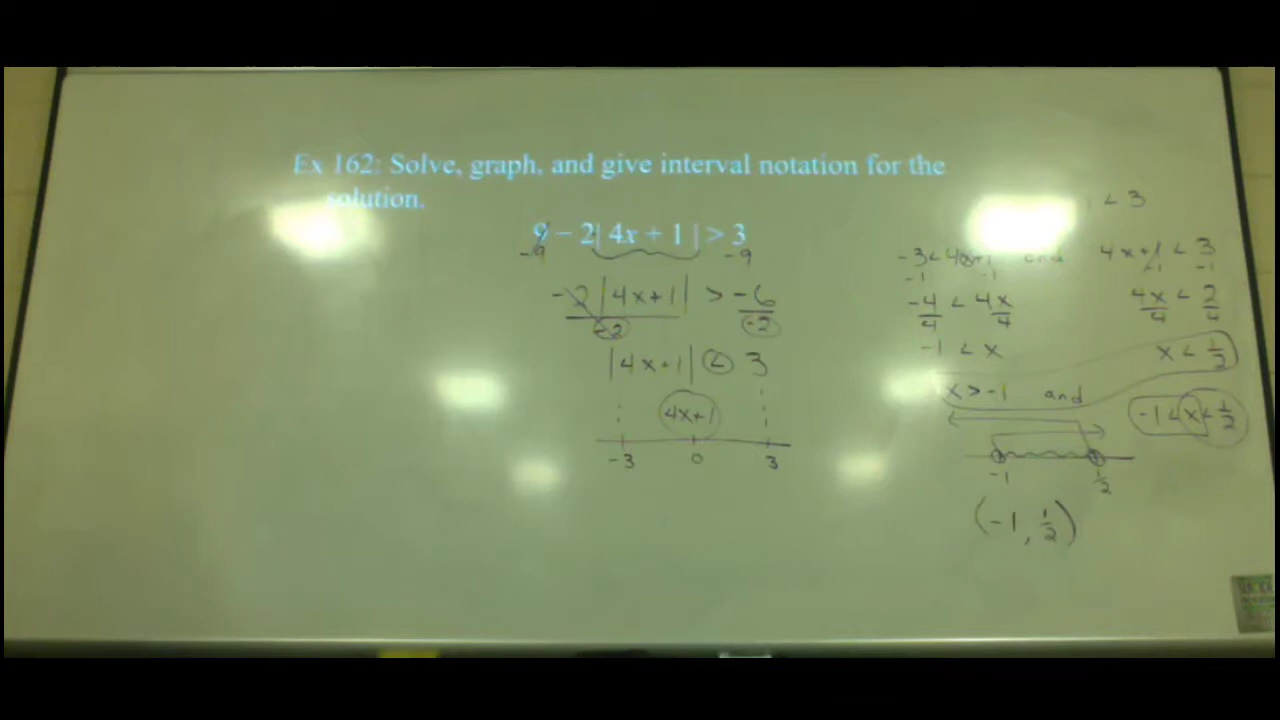 Ex 162: Solve, graph, and give interval notation for the
solution.
9 − 2| 4x + 1 | > 3
-9 -9
-2 |4x+1| > -6
-2 -2
|4x+1| < 3
4x+1
-3 0 3
< 3
-3 < 4x+1 and 4x+1 < 3
-1 -1 -1 -1
-4/4 < 4x/4 4x/4 < 2/4
-1 < x x < 1/2
x > -1 and
-1 < x < 1/2
-1 1/2
(-1, 1/2)